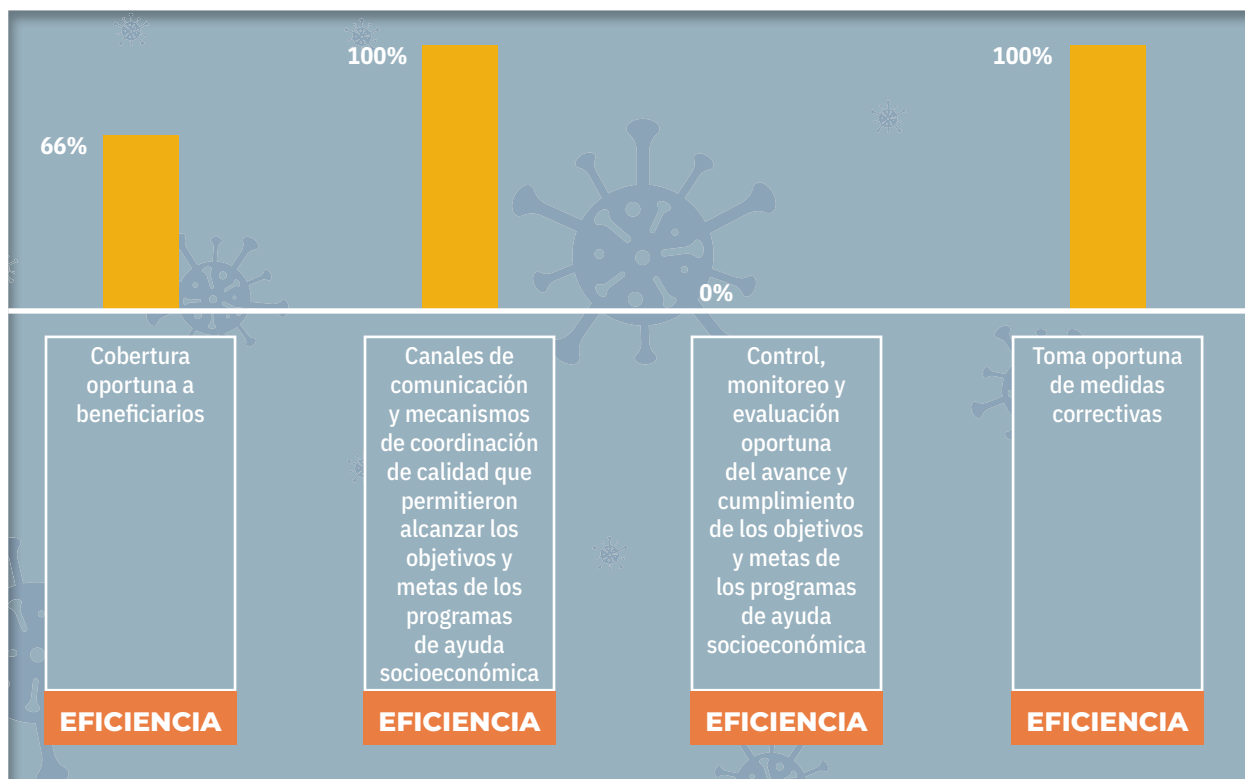 66%
100%
0%
100%
Cobertura
oportuna a
beneficiarios
Canales de
comunicación
y mecanismos
de coordinación
de calidad que
permitieron
alcanzar los
objetivos y
metas de los
programas
de ayuda
socioeconómica
Control,
monitoreo y
evaluación
oportuna
del avance y
cumplimiento
de los objetivos
y metas de
los programas
de ayuda
socioeconómica
Toma oportuna
de medidas
correctivas
EFICIENCIA
EFICIENCIA
EFICIENCIA
EFICIENCIA